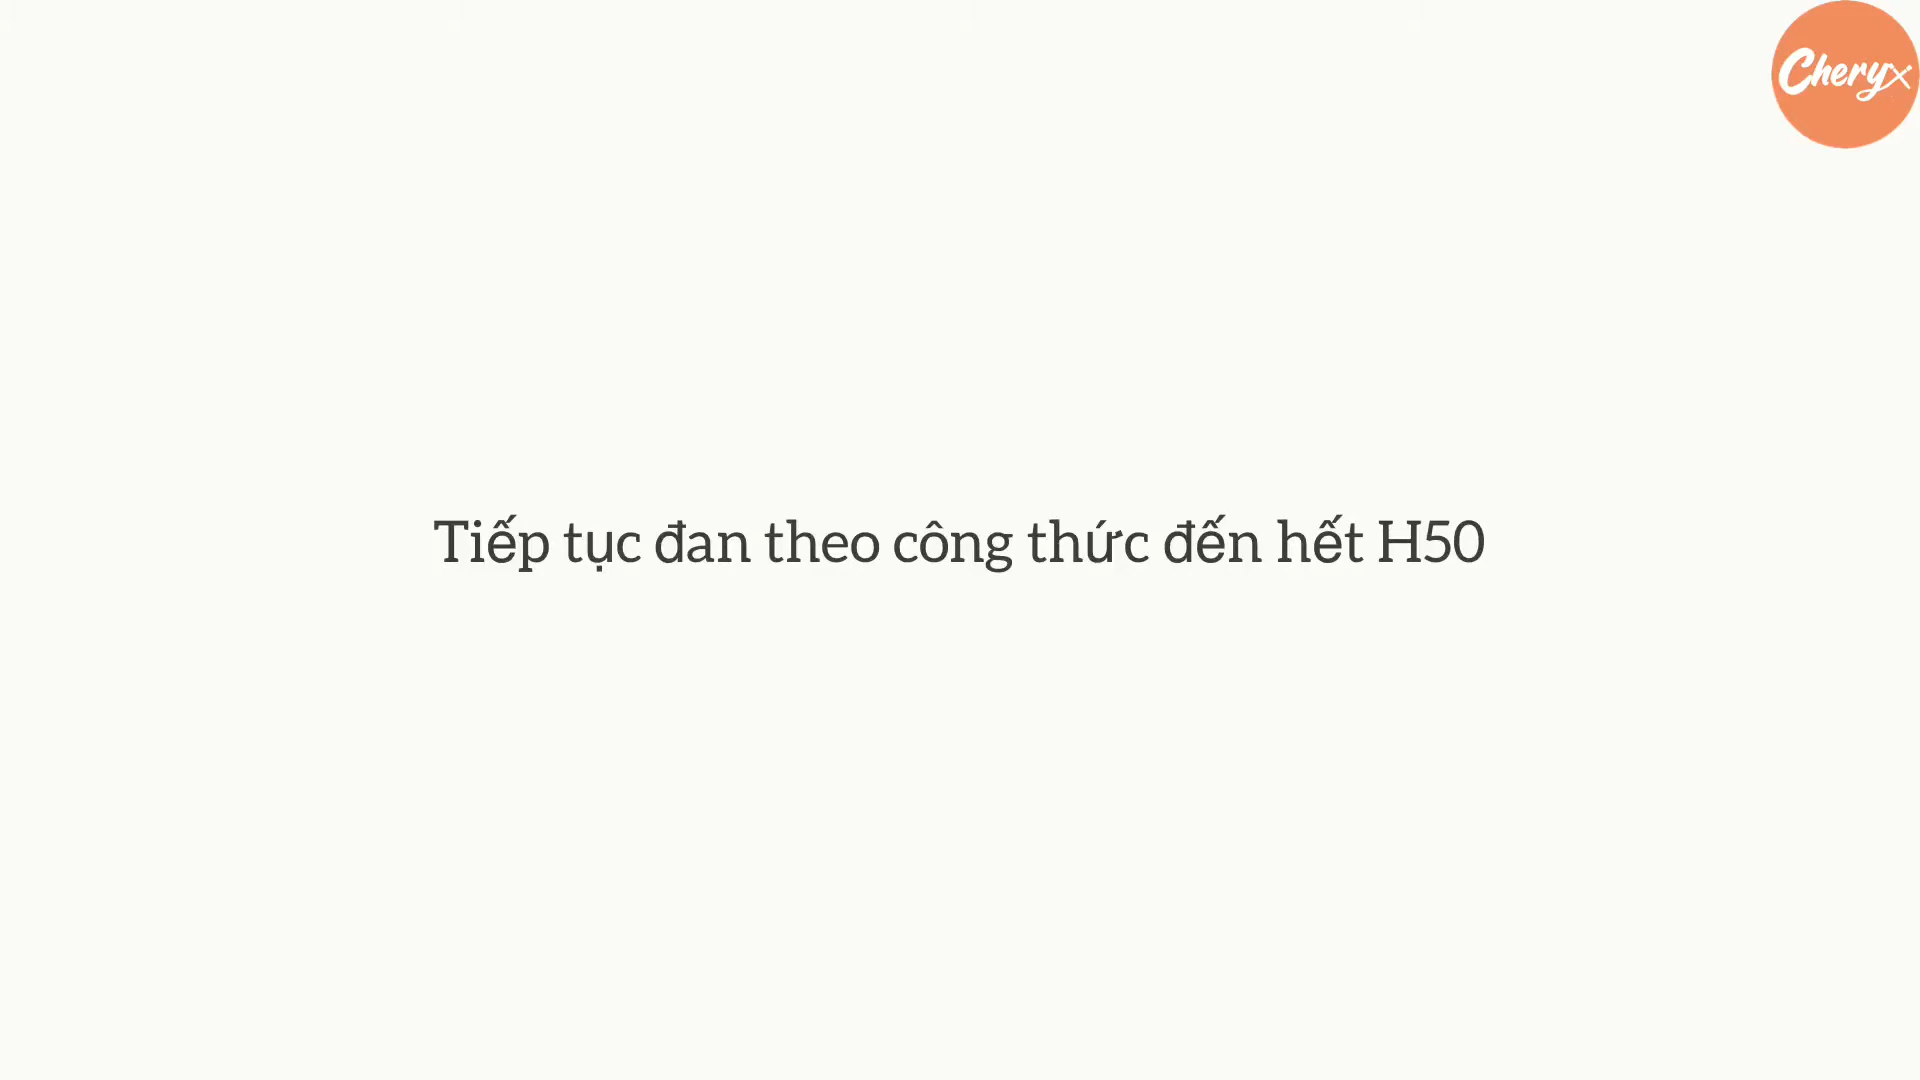 Cheryx
Tiếp tục đan theo công thức đến hết H50